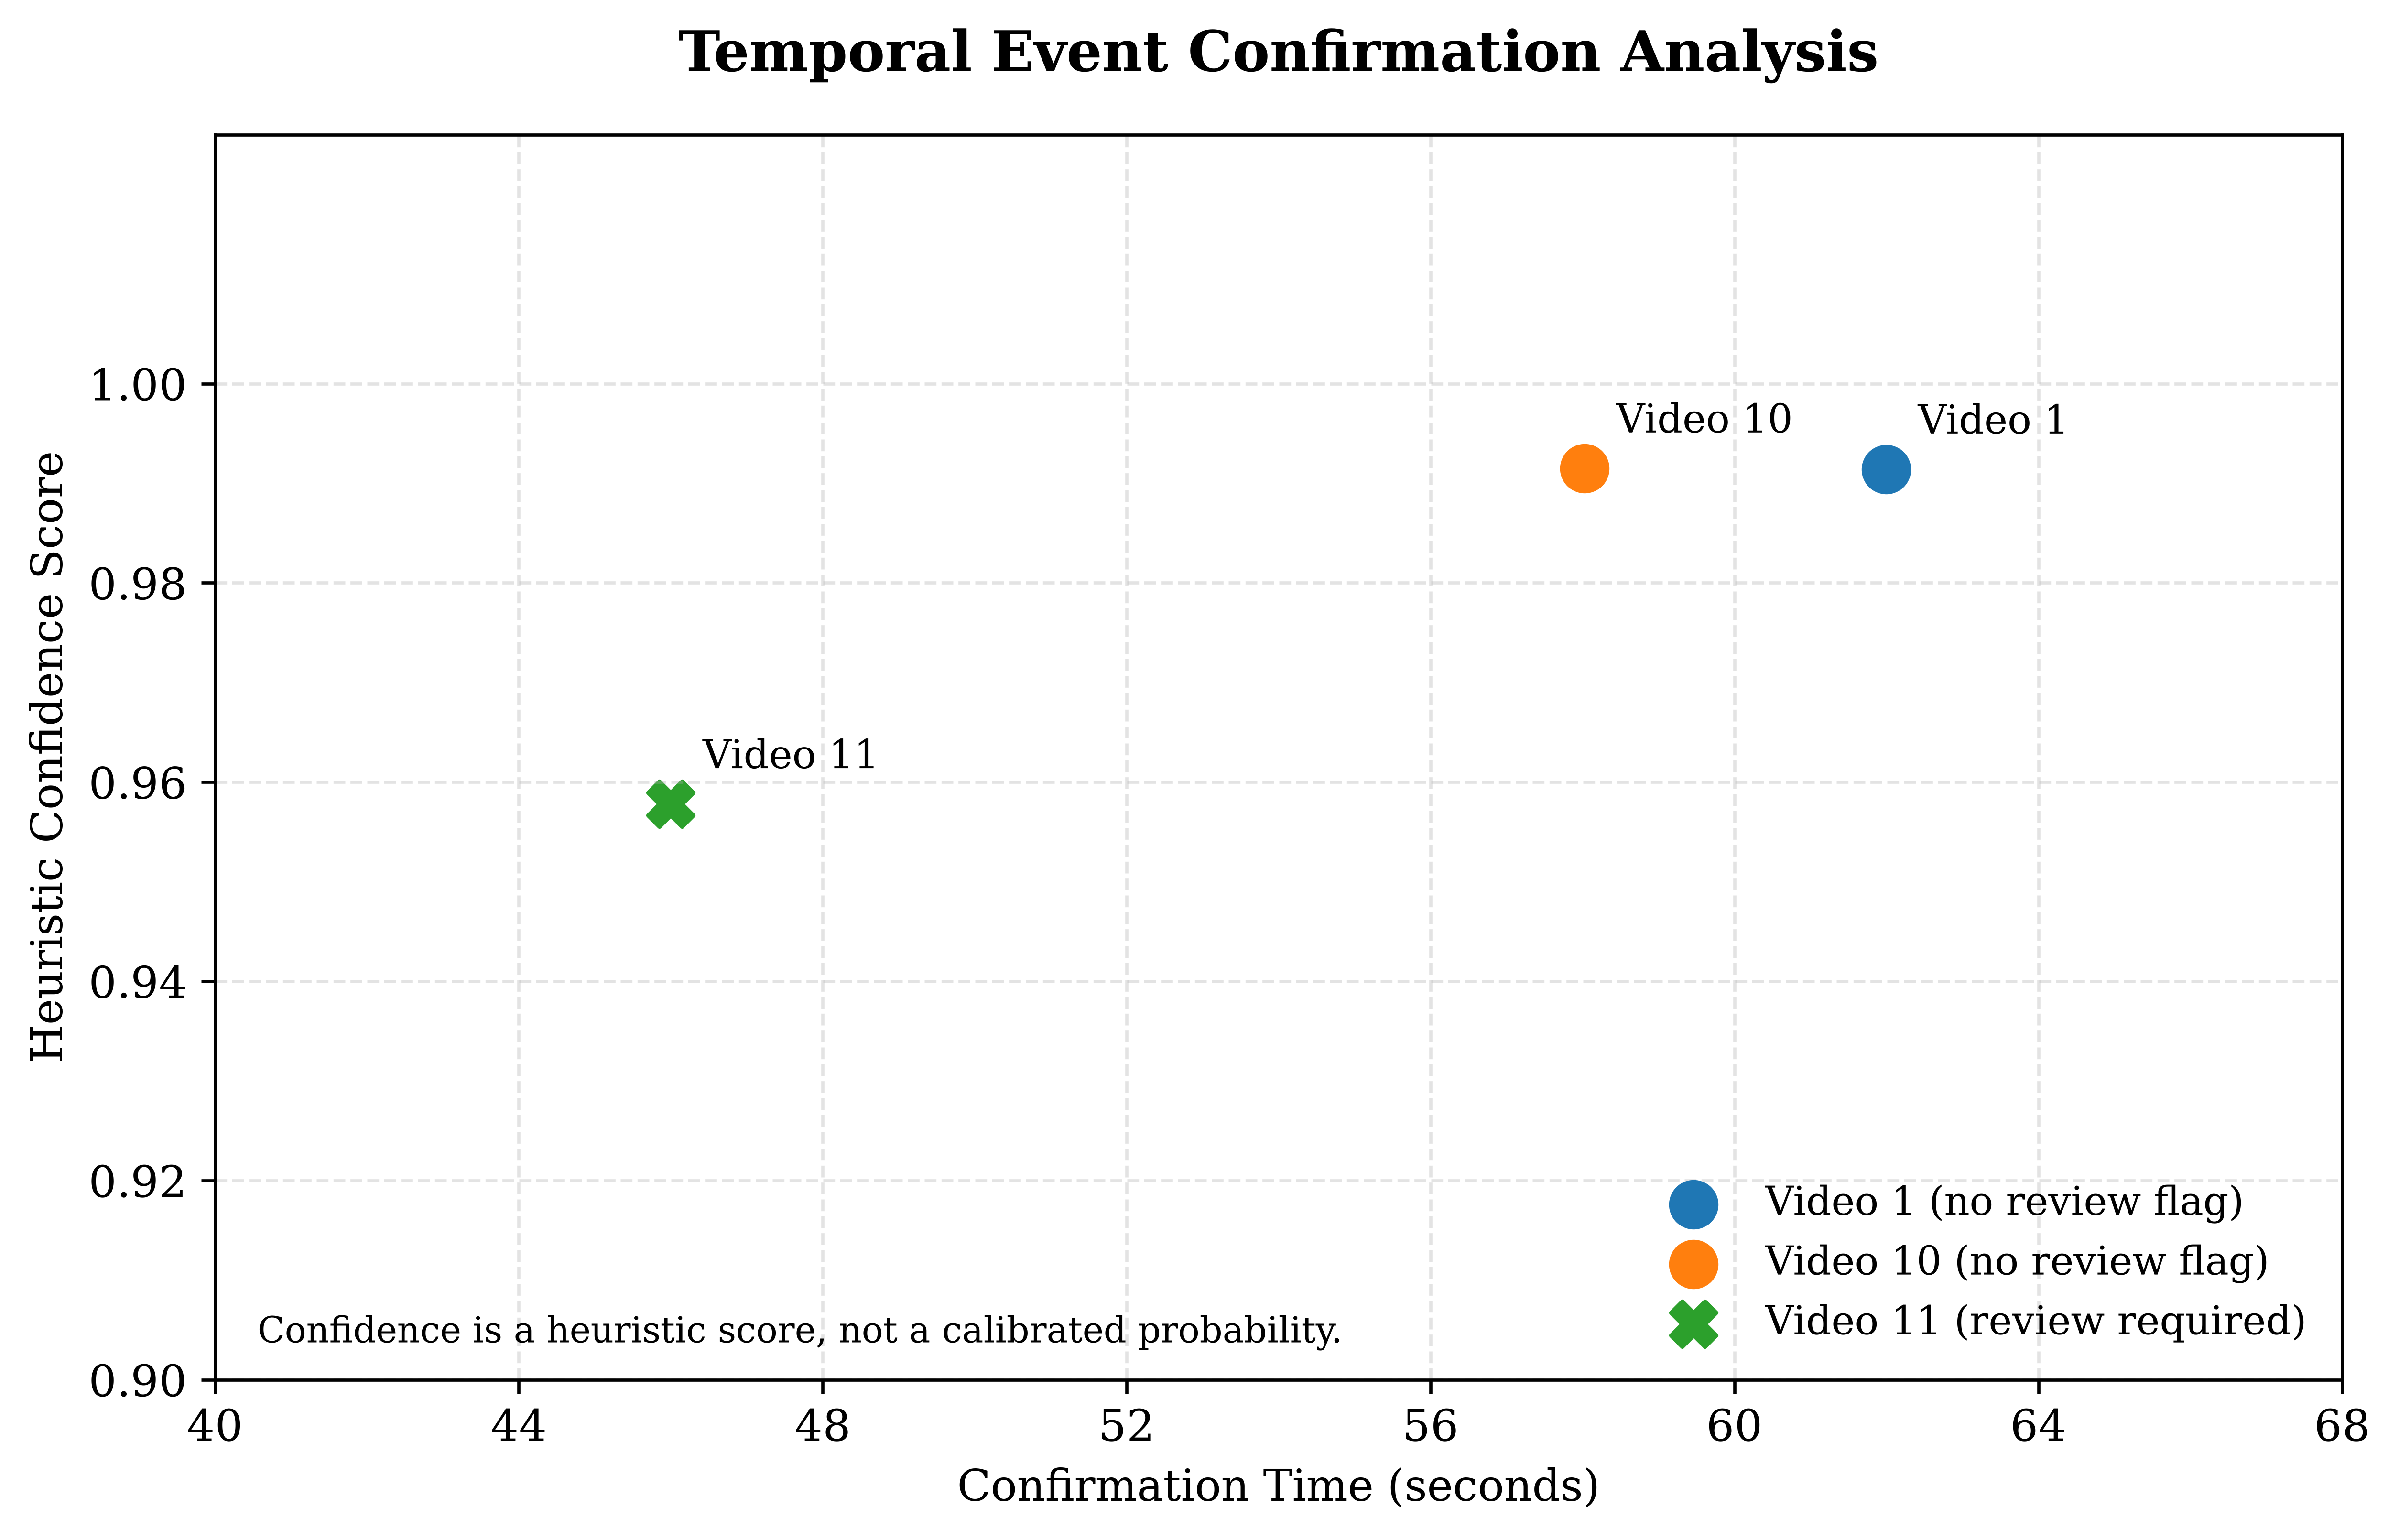 Temporal Event Confirmation Analysis
Heuristic Confidence Score
1.00
0.98
0.96
0.94
0.92
0.90
Video 10
Video 1
Video 11
Video 1 (no review flag)
Video 10 (no review flag)
Video 11 (review required)
Confidence is a heuristic score, not a calibrated probability.
40 44 48 52 56 60 64 68
Confirmation Time (seconds)